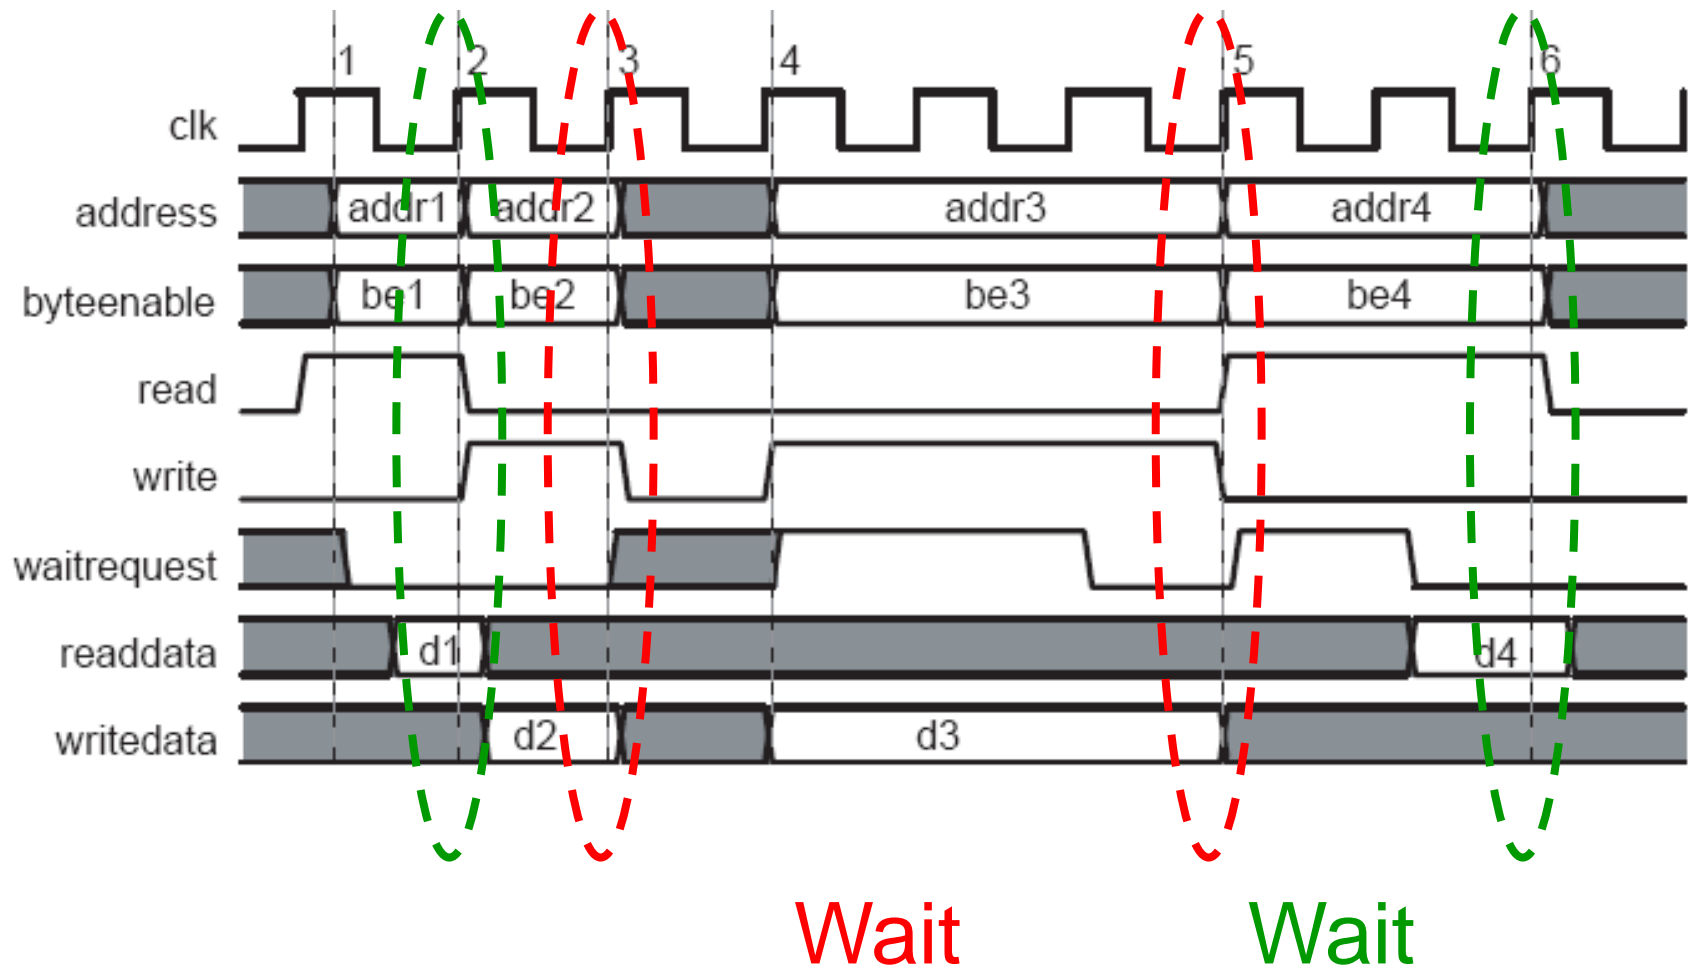 1 2 3 4 5 6
clk
address addr1 addr2 addr3 addr4
byteenable be1 be2 be3 be4
read
write
waitrequest
readdata d1 d4
writedata d2 d3
Wait Wait